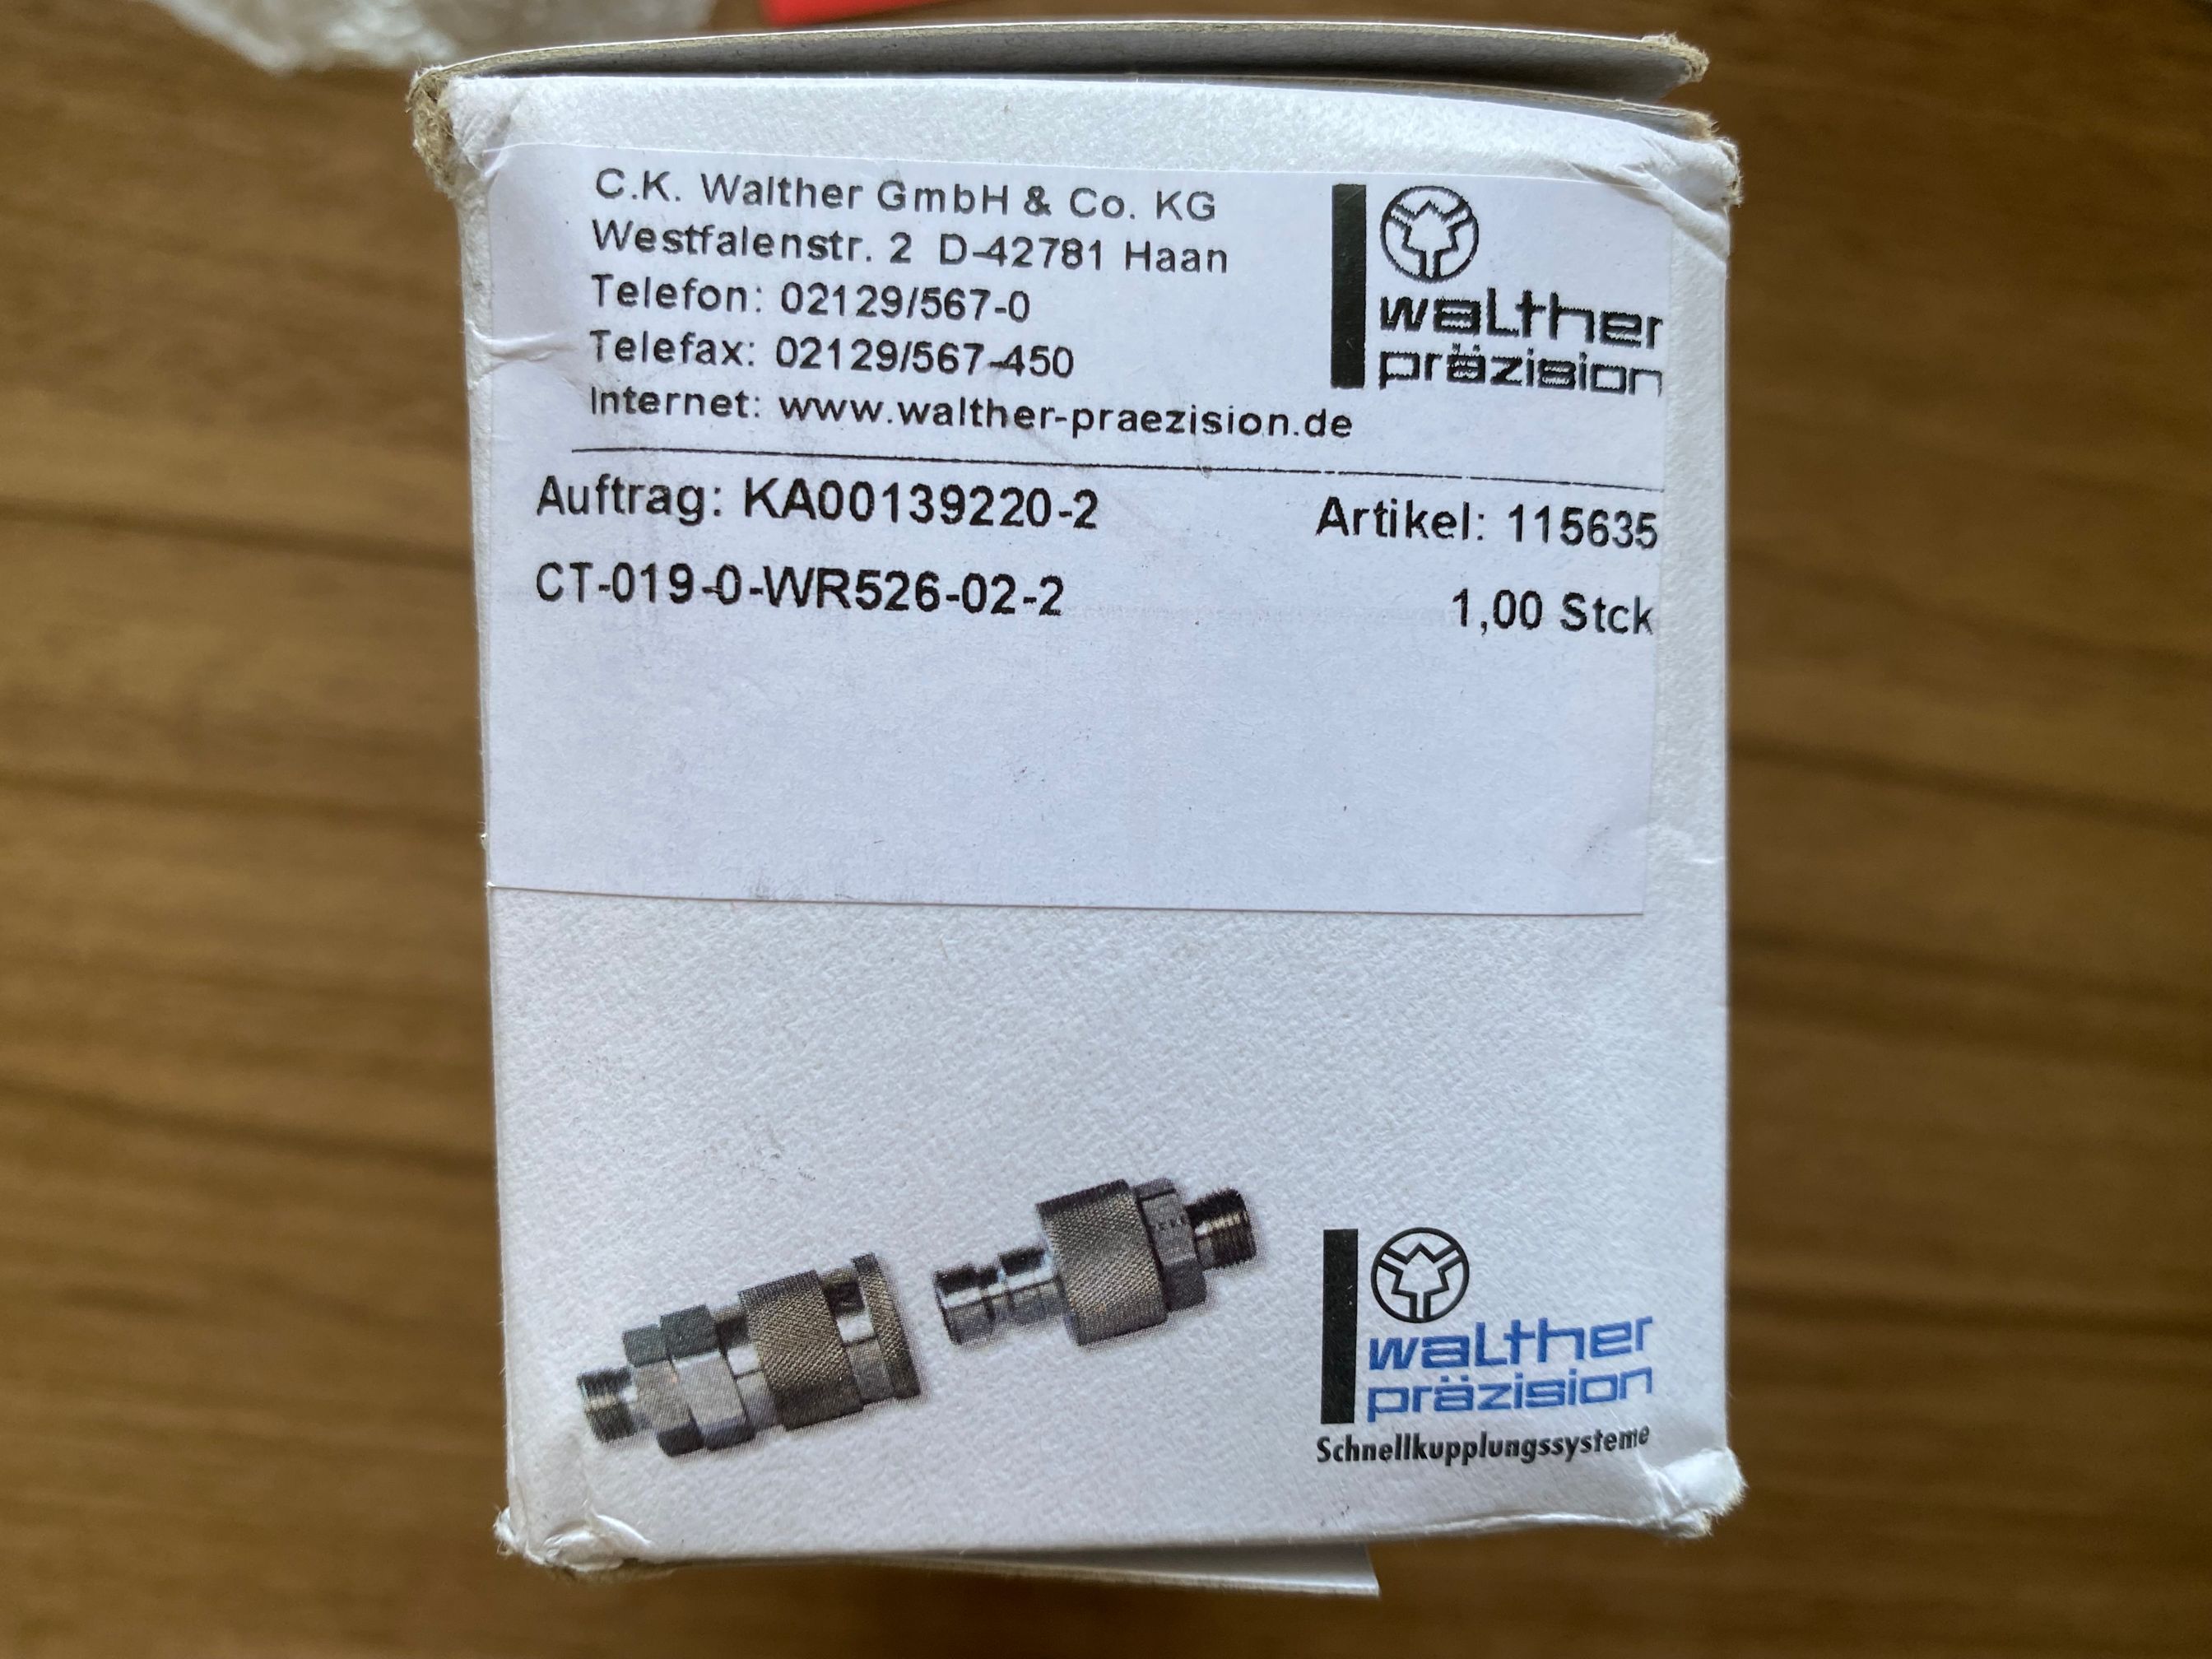 C.K. Walther GmbH & Co. KG
Westfalenstr. 2 D-42781 Haan
Telefon: 02129/567-0
Telefax: 02129/567-450
Internet: www.walther-praezision.de
walther
präzision
Auftrag: KA00139220-2
Artikel: 115635
CT-019-0-WR526-02-2
1,00 Stck
walther
präzision
Schnellkupplungssysteme